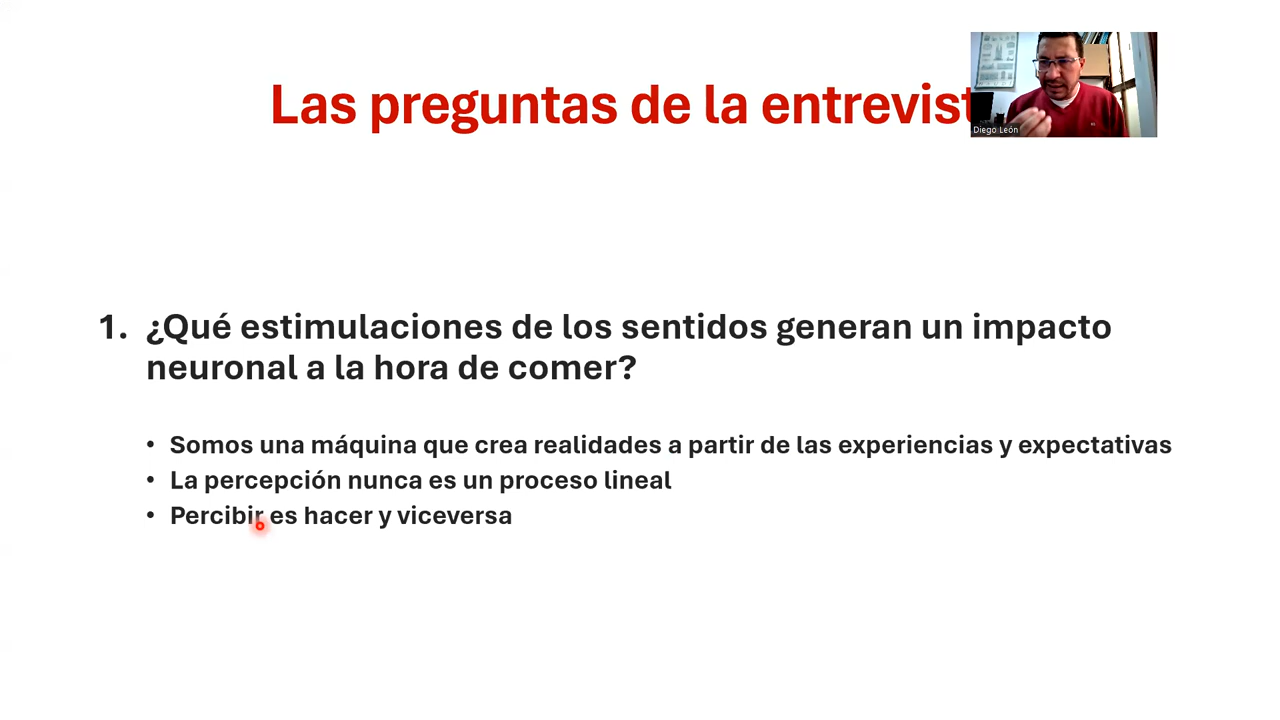 Las preguntas de la entrevist
Diego León
1. ¿Qué estimulaciones de los sentidos generan un impacto
neuronal a la hora de comer?
• Somos una máquina que crea realidades a partir de las experiencias y expectativas
• La percepción nunca es un proceso lineal
• Percibir es hacer y viceversa